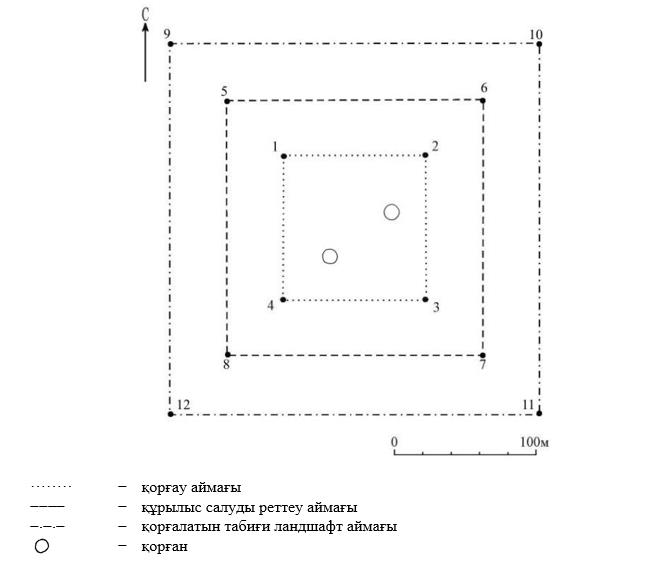 С
9 10
5 6
1 2
4 3
8 7
12 11
0 100м
– қорғау аймағы
– құрылыс салуды реттеу аймағы
– қорғалатын табиғи ландшафт аймағы
– қорған